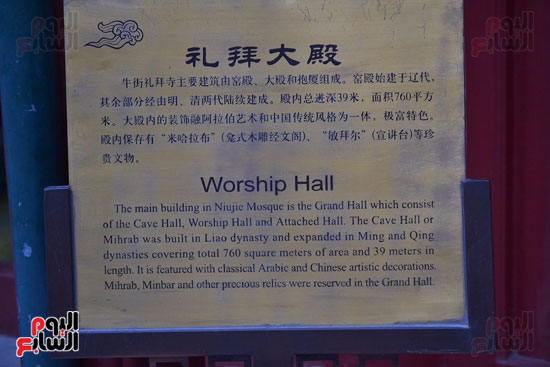 礼拜大殿
牛街礼拜寺主要建筑由窑殿、大殿和抱厦组成。窑殿始建于辽代,
其余部分经由明、清两代陆续建成。殿内总进深39米,面积760平方
米。大殿内的装饰融阿拉伯艺术和中国传统风格为一体,极富特色。
殿内保存有“米哈拉布”(龛式木雕经文阁)、“敏拜尔”(宣讲台)等珍
贵文物。
Worship Hall
The main building in Niujie Mosque is the Grand Hall which consist
of the Cave Hall, Worship Hall and Attached Hall. The Cave Hall or
Mihrab was built in Liao dynasty and expanded in Ming and Qing
dynasties covering total 760 square meters of area and 39 meters in
length. It is featured with classical Arabic and Chinese artistic decorations.
Mihrab, Minbar and other precious relics were reserved in the Grand Hall.
اليوم
السابع